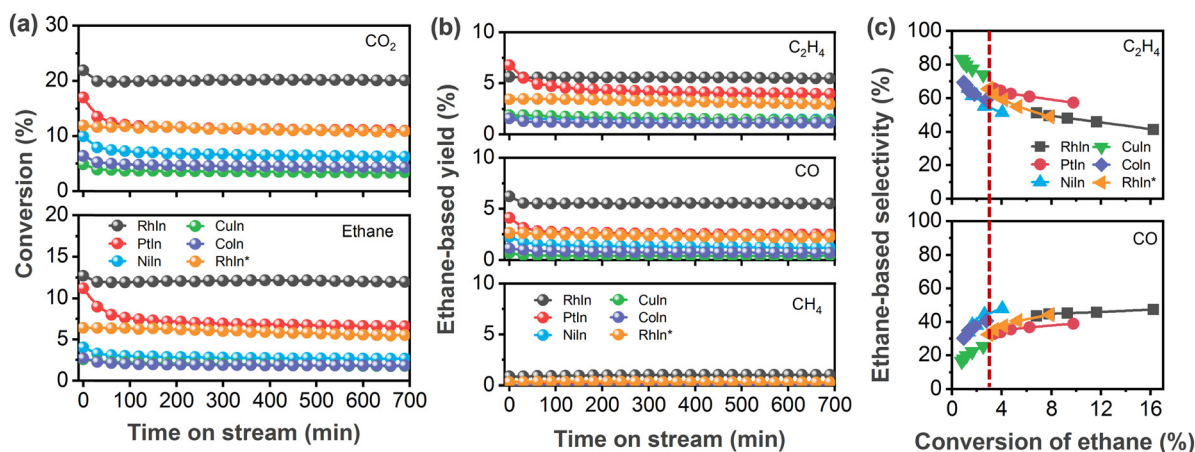 (a)
30
20
10
0
CO2
20
15
10
5
0
Ethane
RhIn
PtIn
NiIn
CuIn
CoIn
RhIn*
Conversion (%)
0 100 200 300 400 500 600 700
Time on stream (min)
(b)
10
5
0
C2H4
10
5
0
CO
10
5
0
CH4
RhIn
PtIn
NiIn
CuIn
CoIn
RhIn*
Ethane-based yield (%)
0 100 200 300 400 500 600 700
Time on stream (min)
(c)
100
80
60
40
20
0
C2H4
RhIn
PtIn
NiIn
CuIn
CoIn
RhIn*
100
80
60
40
20
0
CO
Ethane-based selectivity (%)
0 4 8 12 16
Conversion of ethane (%)